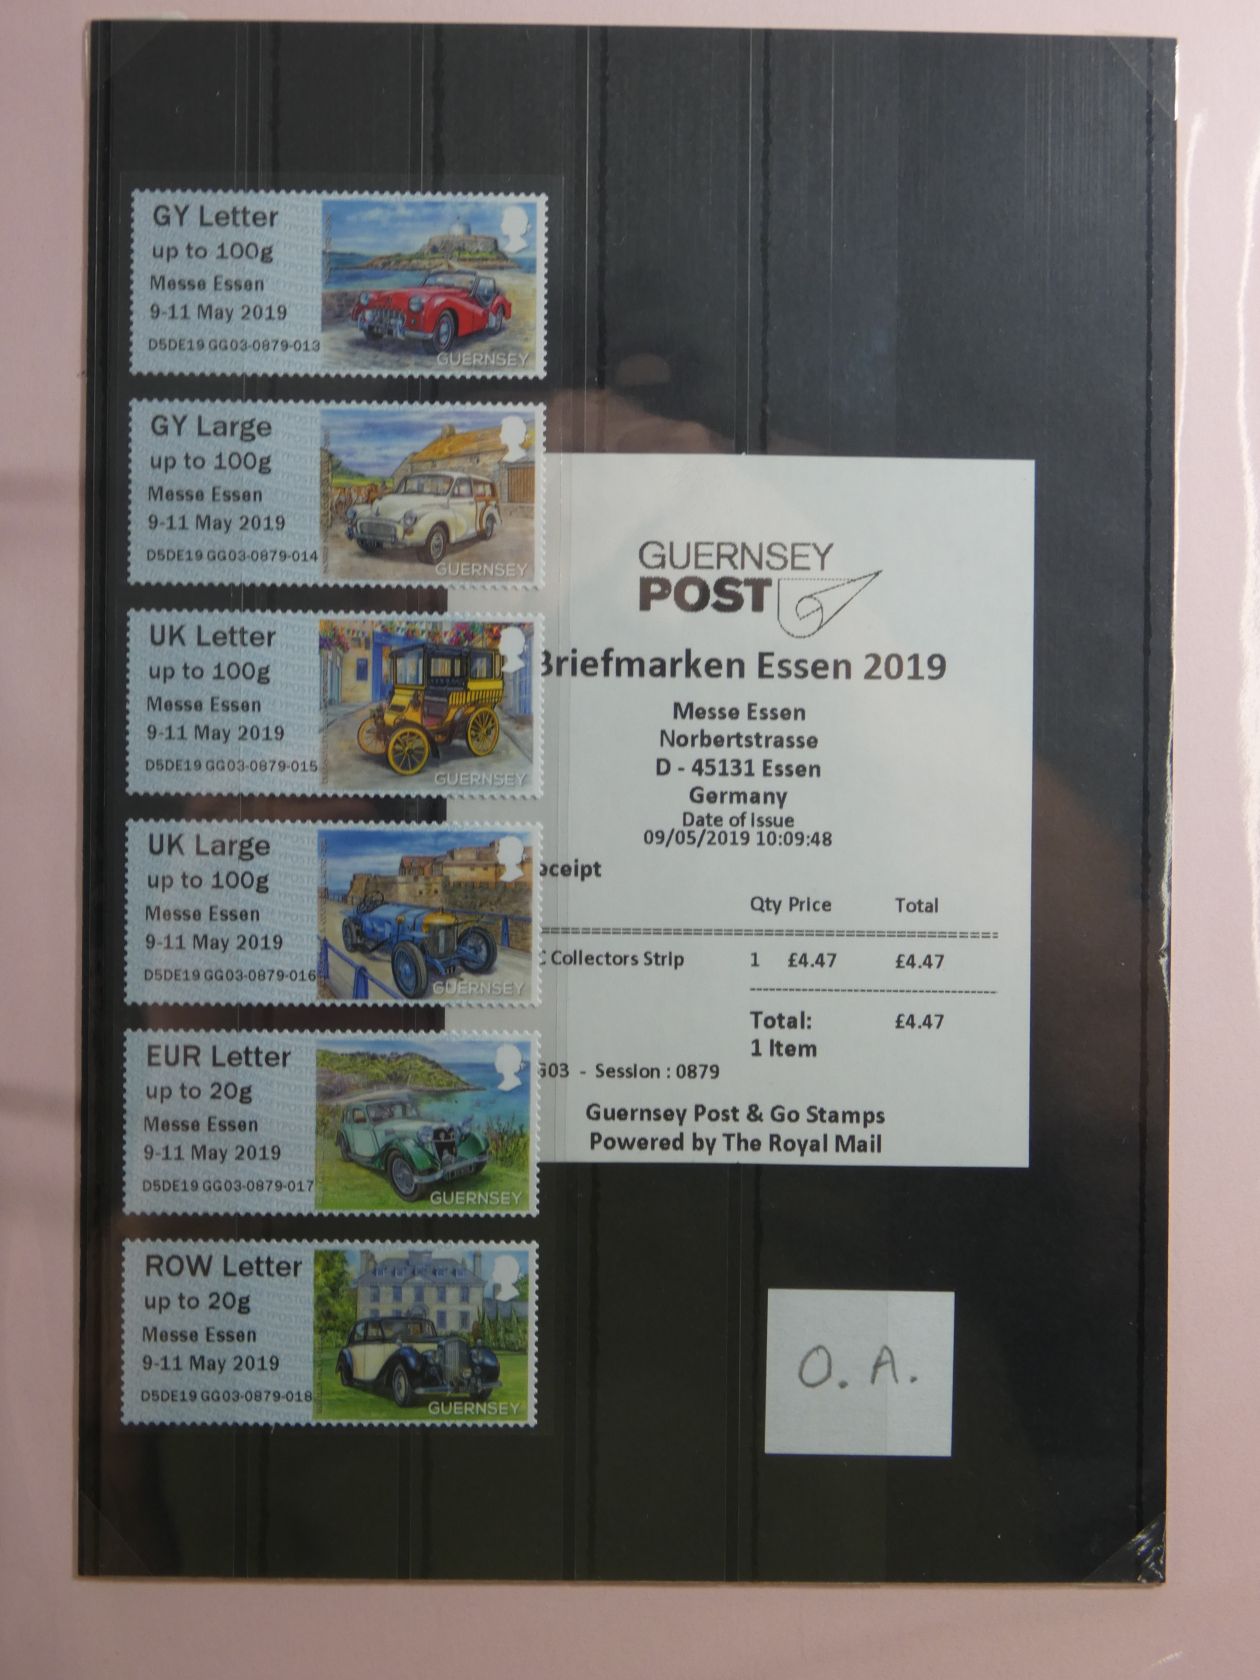 GY Letter
up to 100g
Messe Essen
9-11 May 2019
D5DE19 GG03-0879-013
GUERNSEY
GY Large
up to 100g
Messe Essen
9-11 May 2019
D5DE19 GG03-0879-014
GUERNSEY
UK Letter
up to 100g
Messe Essen
9-11 May 2019
D5DE19 GG03-0879-015
GUERNSEY
UK Large
up to 100g
Messe Essen
9-11 May 2019
D5DE19 GG03-0879-016
GUERNSEY
EUR Letter
up to 20g
Messe Essen
9-11 May 2019
D5DE19 GG03-0879-017
GUERNSEY
ROW Letter
up to 20g
Messe Essen
9-11 May 2019
D5DE19 GG03-0879-018
GUERNSEY
GUERNSEY
POST
Briefmarken Essen 2019
Messe Essen
Norbertstrasse
D - 45131 Essen
Germany
Date of issue
09/05/2019 10:09:48
eceipt
Qty Price Total
C Collectors Strip 1 £4.47 £4.47
Total: £4.47
1 Item
G03 - Session : 0879
Guernsey Post & Go Stamps
Powered by The Royal Mail
O. A.